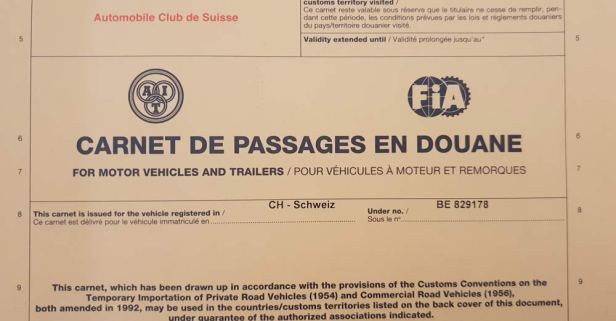 customs territory visited /
Automobile Club de Suisse
Ce carnet reste valable sous réserve que le titulaire ne cesse de remplir, pen-
dant cette période, les conditions prévues par les lois et règlements douaniers
du pays/territoire douanier visité.
5 Validity extended until / Validité prolongée jusqu'au* 5
AIT
FiA
6 CARNET DE PASSAGES EN DOUANE 6
7 FOR MOTOR VEHICLES AND TRAILERS / POUR VÉHICULES À MOTEUR ET REMORQUES 7
CH - Schweiz BE 829178
8 This carnet is issued for the vehicle registered in / Under no. / 8
Ce carnet est délivré pour le véhicule immatriculé en Sous le n°
9 This carnet, which has been drawn up in accordance with the provisions of the Customs Conventions on the 9
Temporary Importation of Private Road Vehicles (1954) and Commercial Road Vehicles (1956),
both amended in 1992, may be used in the countries/customs territories listed on the back cover of this document,
under guarantee of the authorized associations indicated.